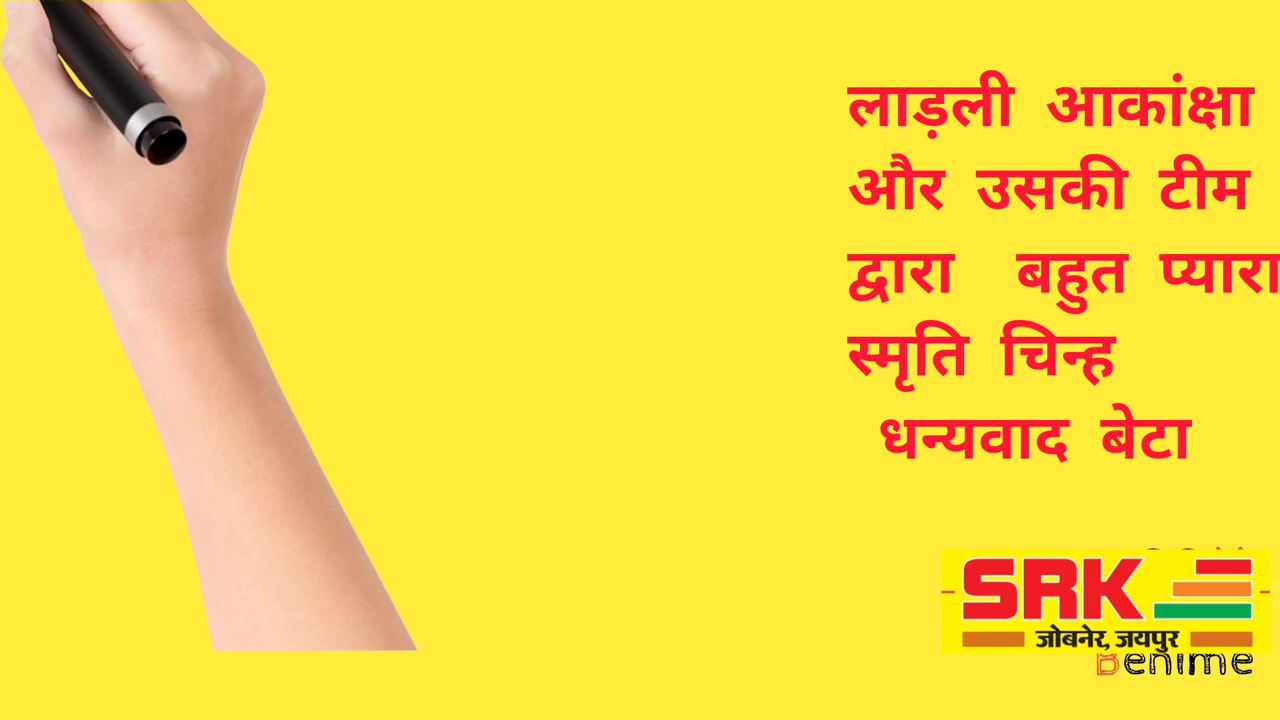 लाड़ली आकांक्षा
और उसकी टीम
द्वारा बहुत प्यारा
स्मृति चिन्ह
धन्यवाद बेटा
SRK
जोबनेर, जयपुर
Benime